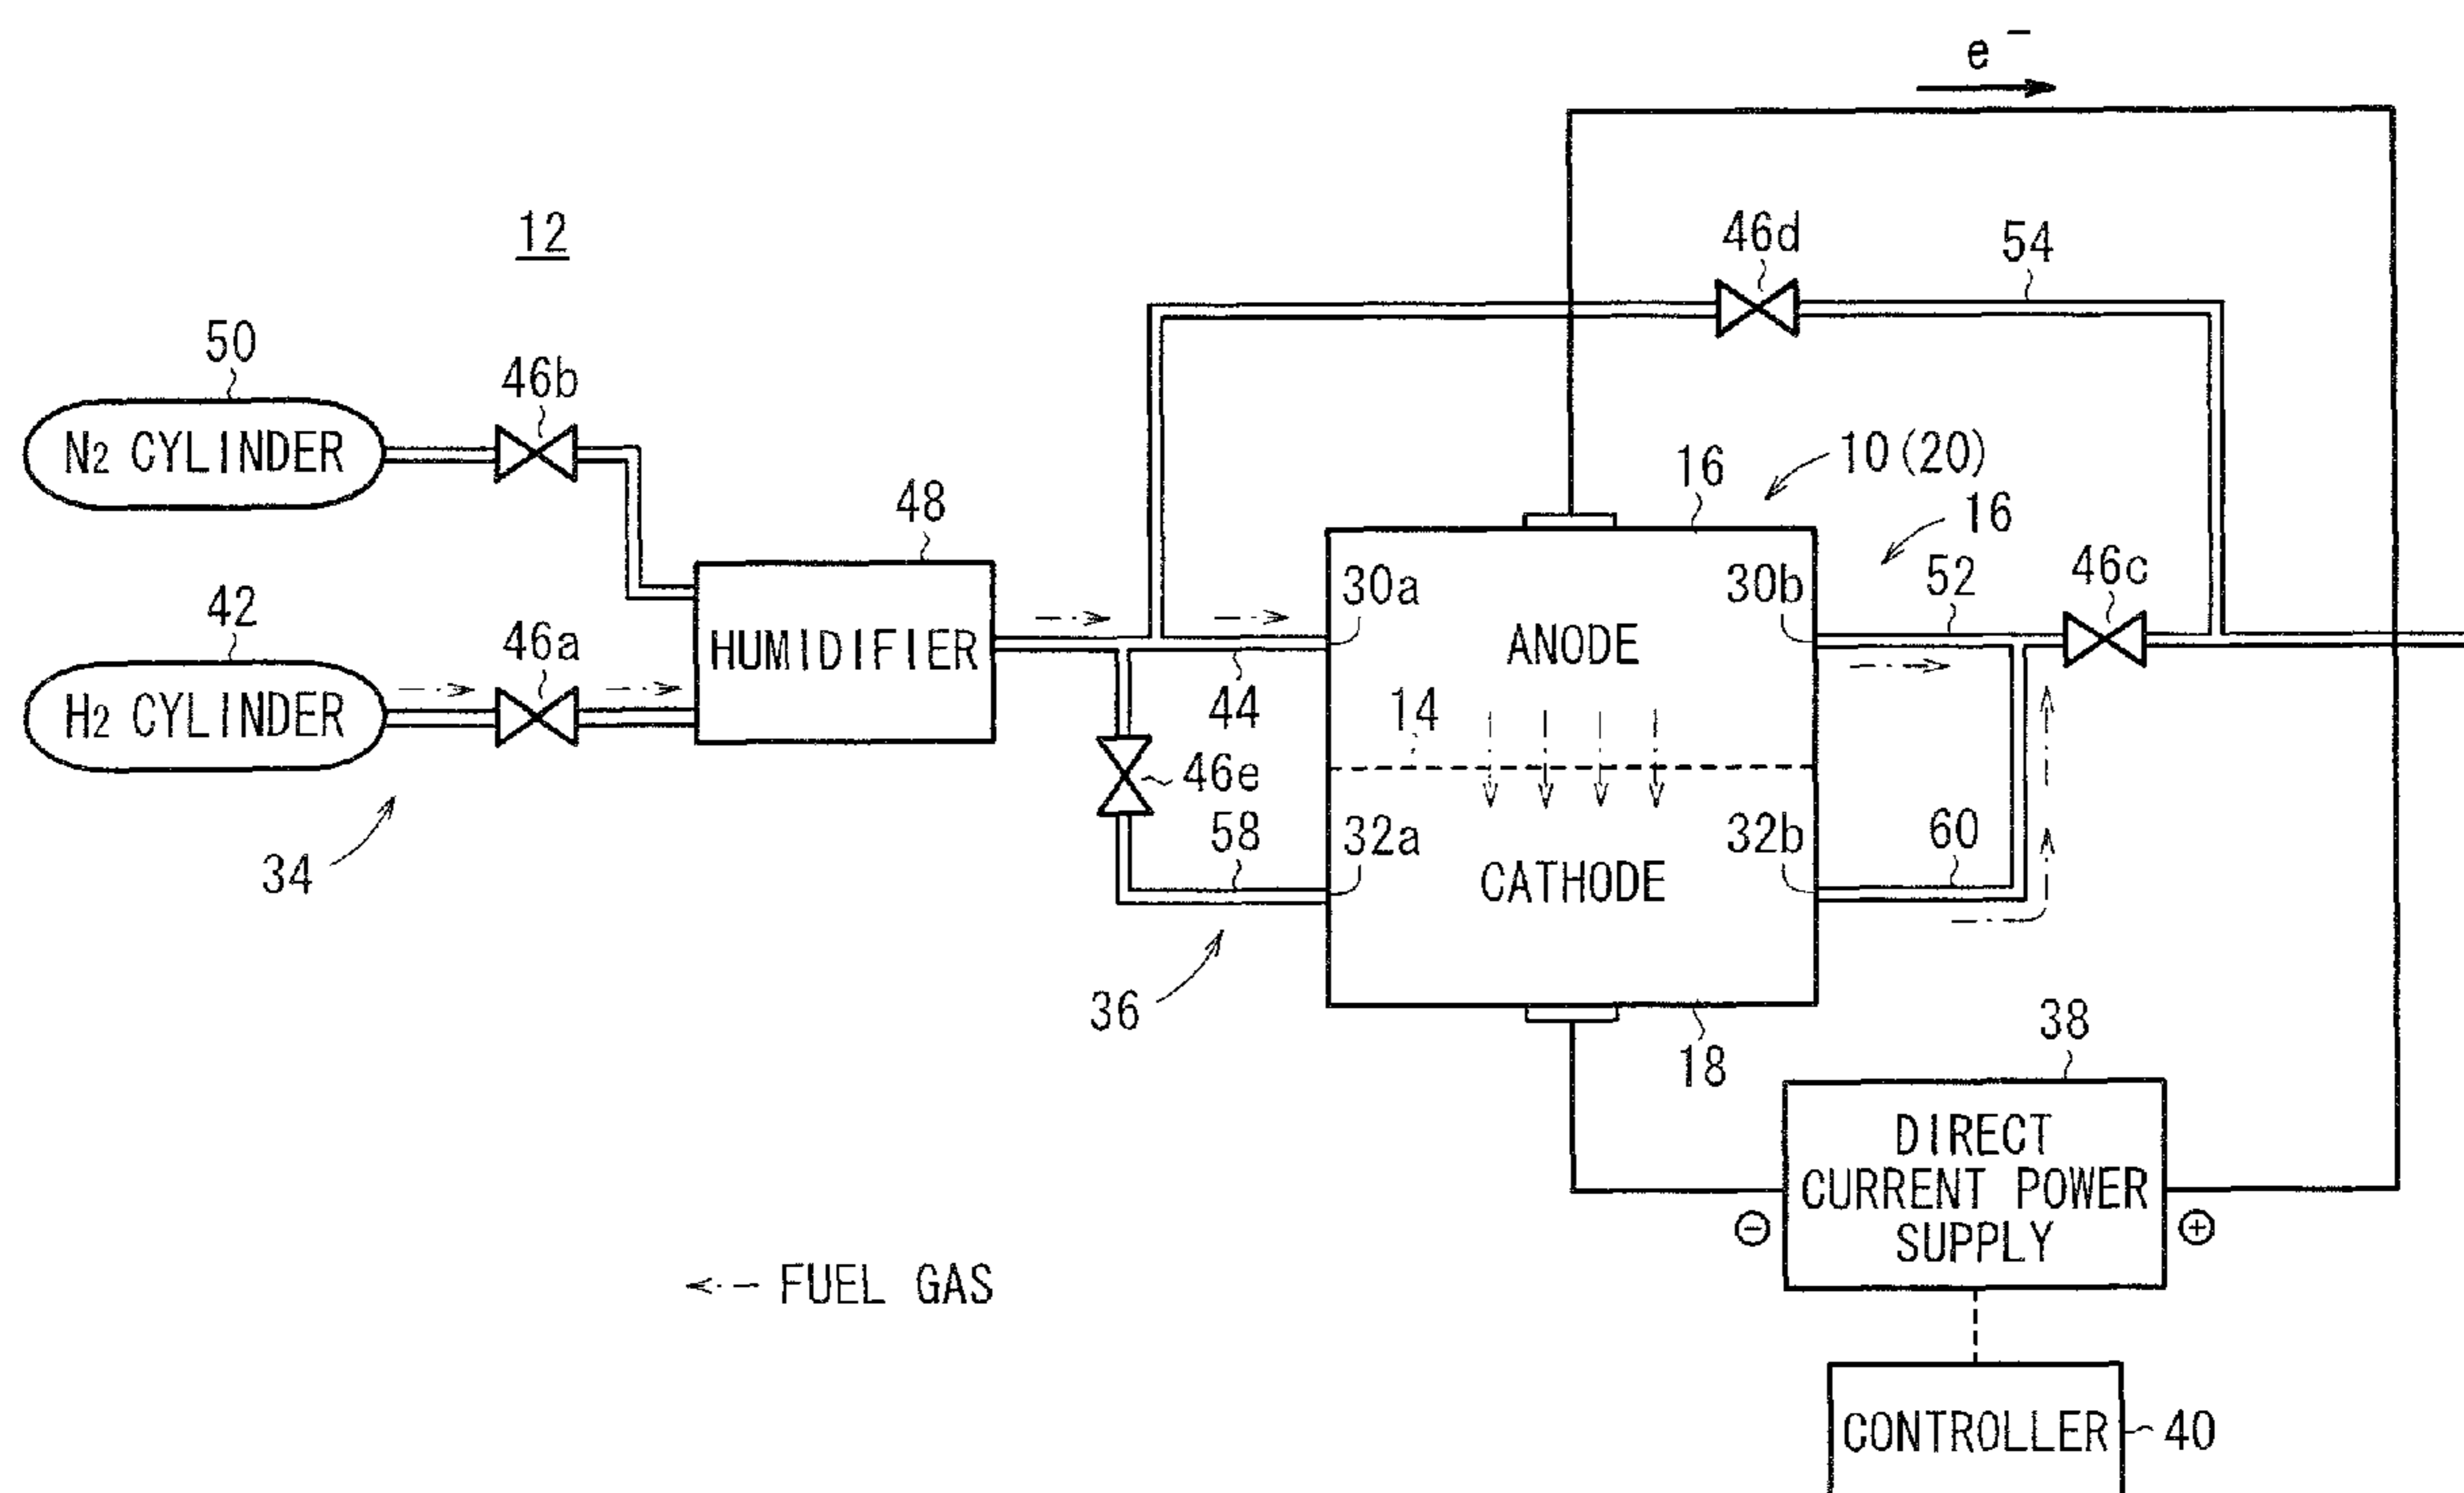 e⁻
12
46d
54
50
46b
N2 CYLINDER
10(20)
16
16
48
42
46a
H2 CYLINDER
HUMIDIFIER
30a
30b
52
46c
ANODE
44
14
46e
58
32a
32b
60
CATHODE
34
36
18
38
DIRECT
CURRENT POWER
SUPPLY
⊖
⊕
FUEL GAS
CONTROLLER
40